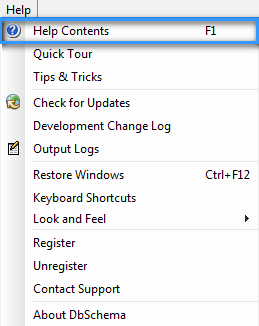 Help
Help Contents F1
Quick Tour
Tips & Tricks
Check for Updates
Development Change Log
Output Logs
Restore Windows Ctrl+F12
Keyboard Shortcuts
Look and Feel
Register
Unregister
Contact Support
About DbSchema